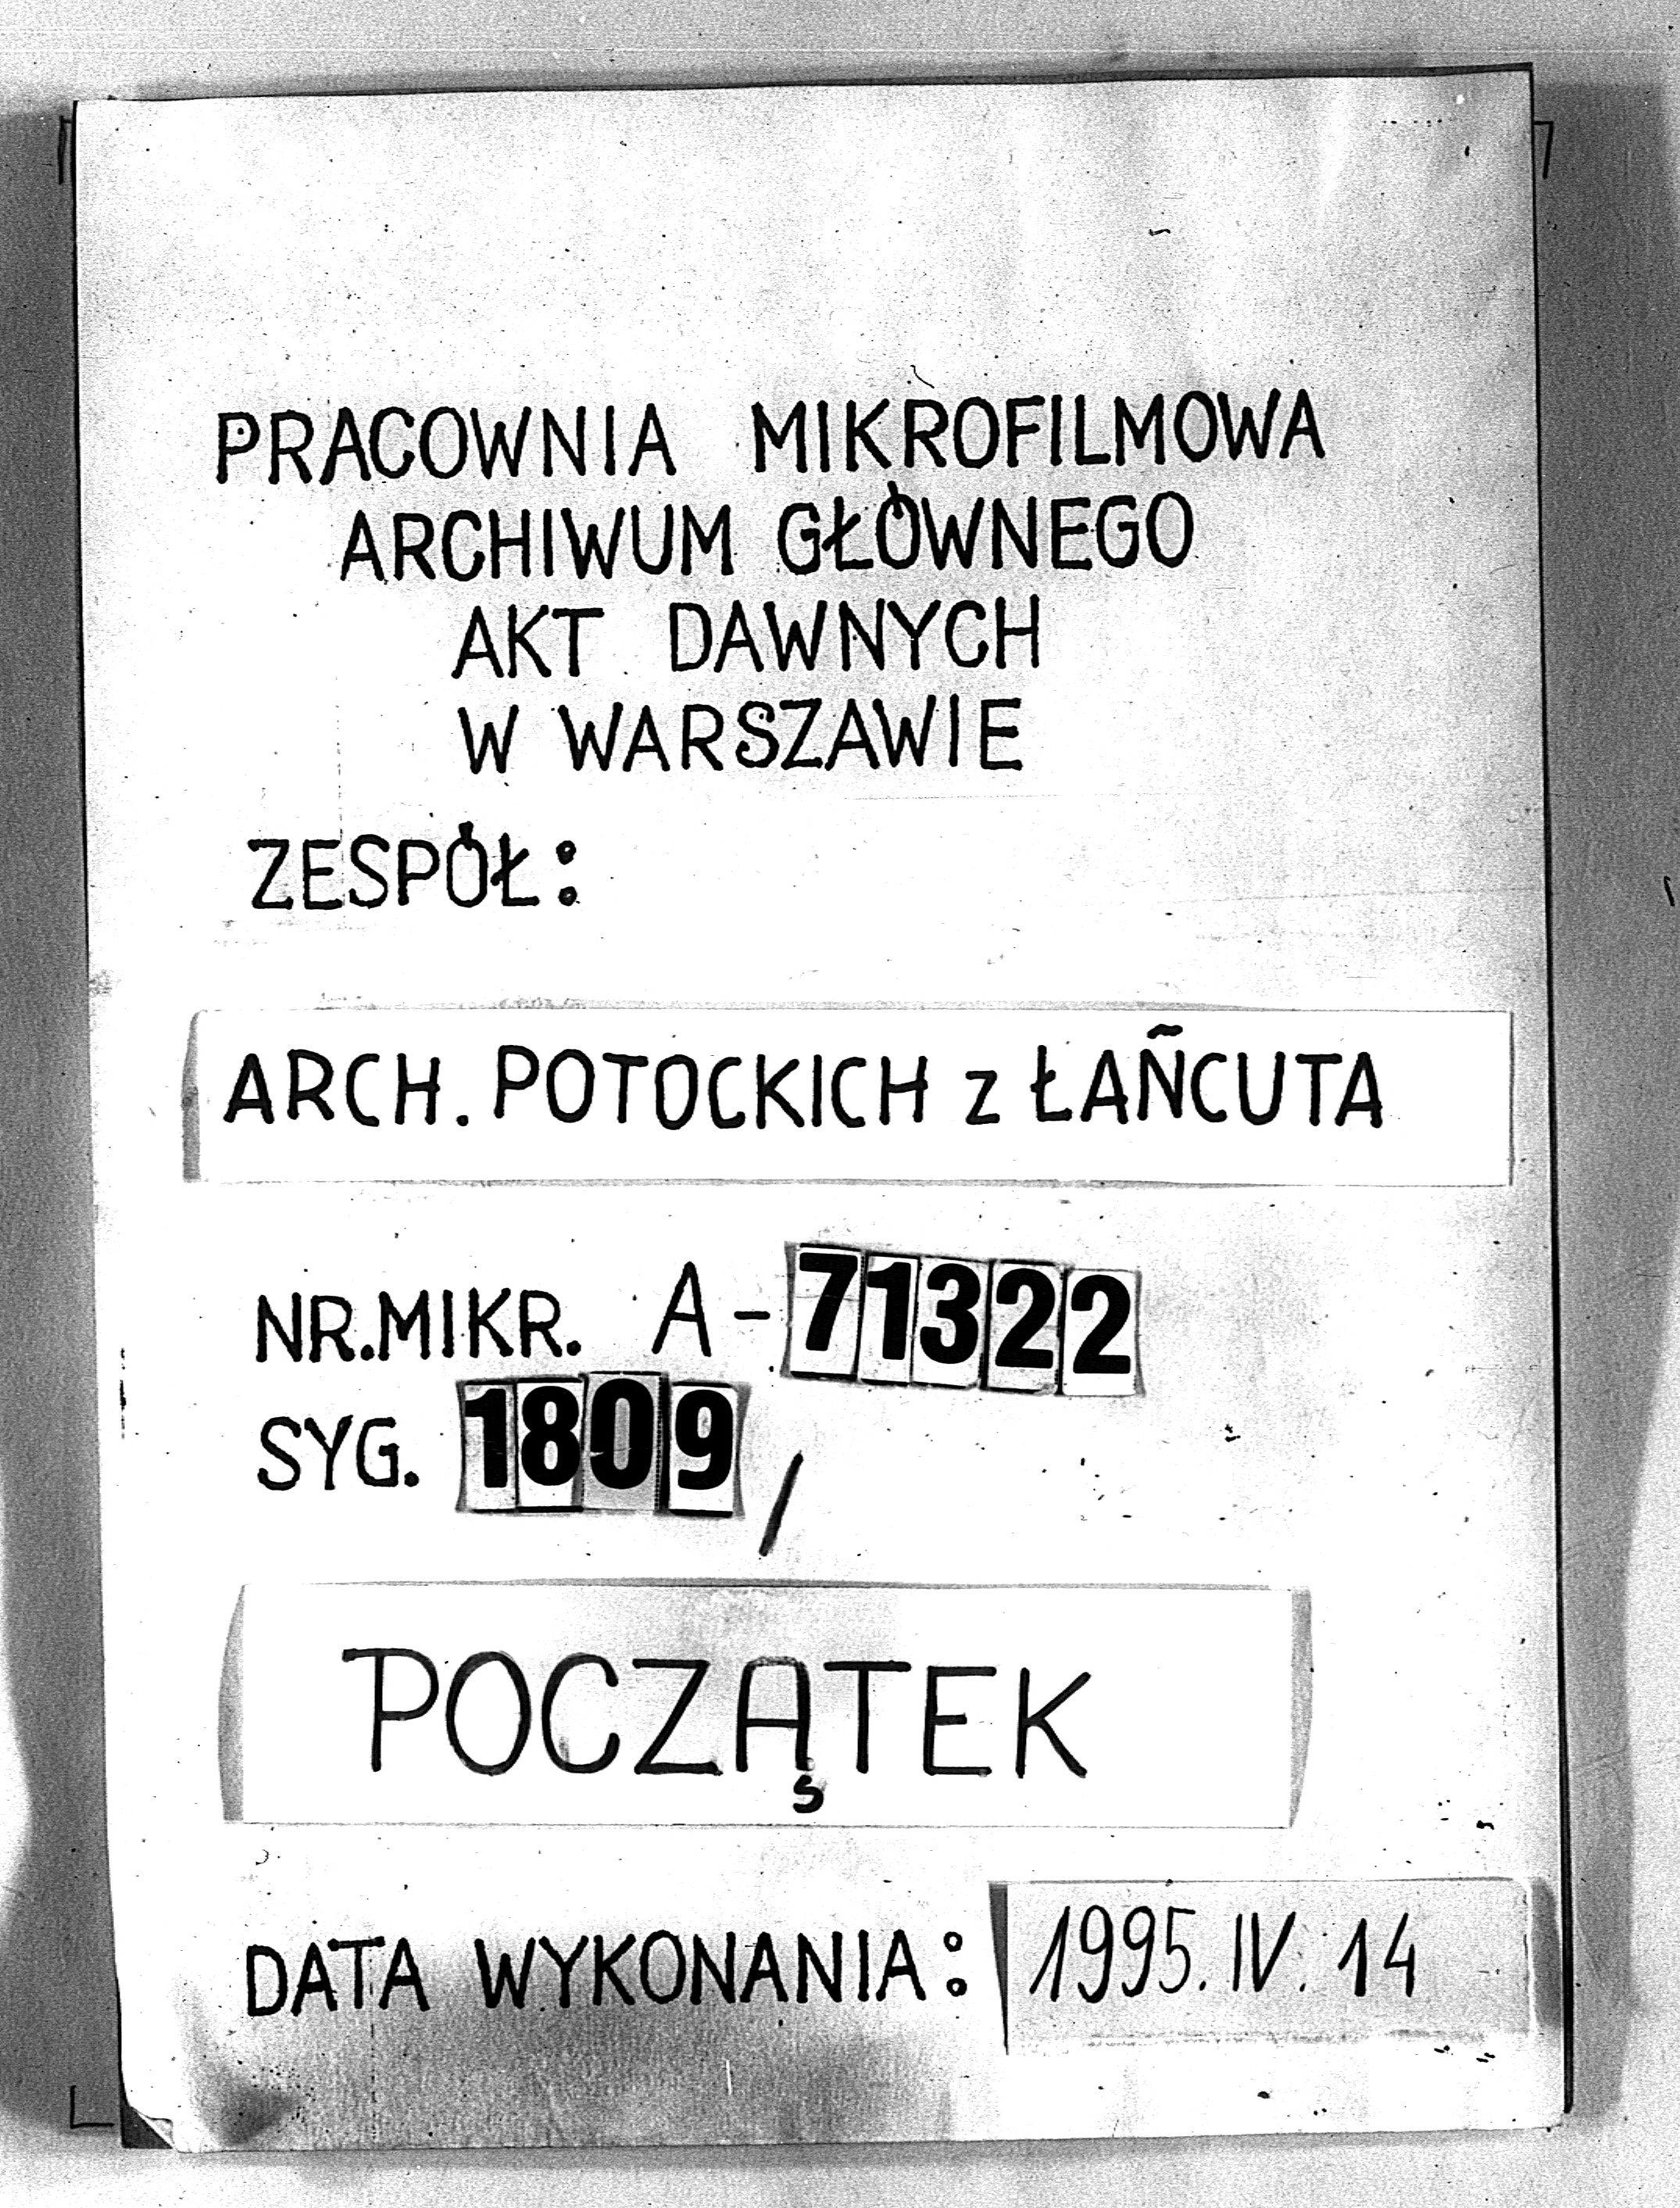 PRACOWNIA MIKROFILMOWA
ARCHIWUM GŁÓWNEGO
AKT DAWNYCH
W WARSZAWIE
ZESPÓŁ:
ARCH. POTOCKICH z ŁAŃCUTA
NR.MIKR. A-71322
SYG. 1809/
POCZĄTEK
DATA WYKONANIA: 1995. IV. 14